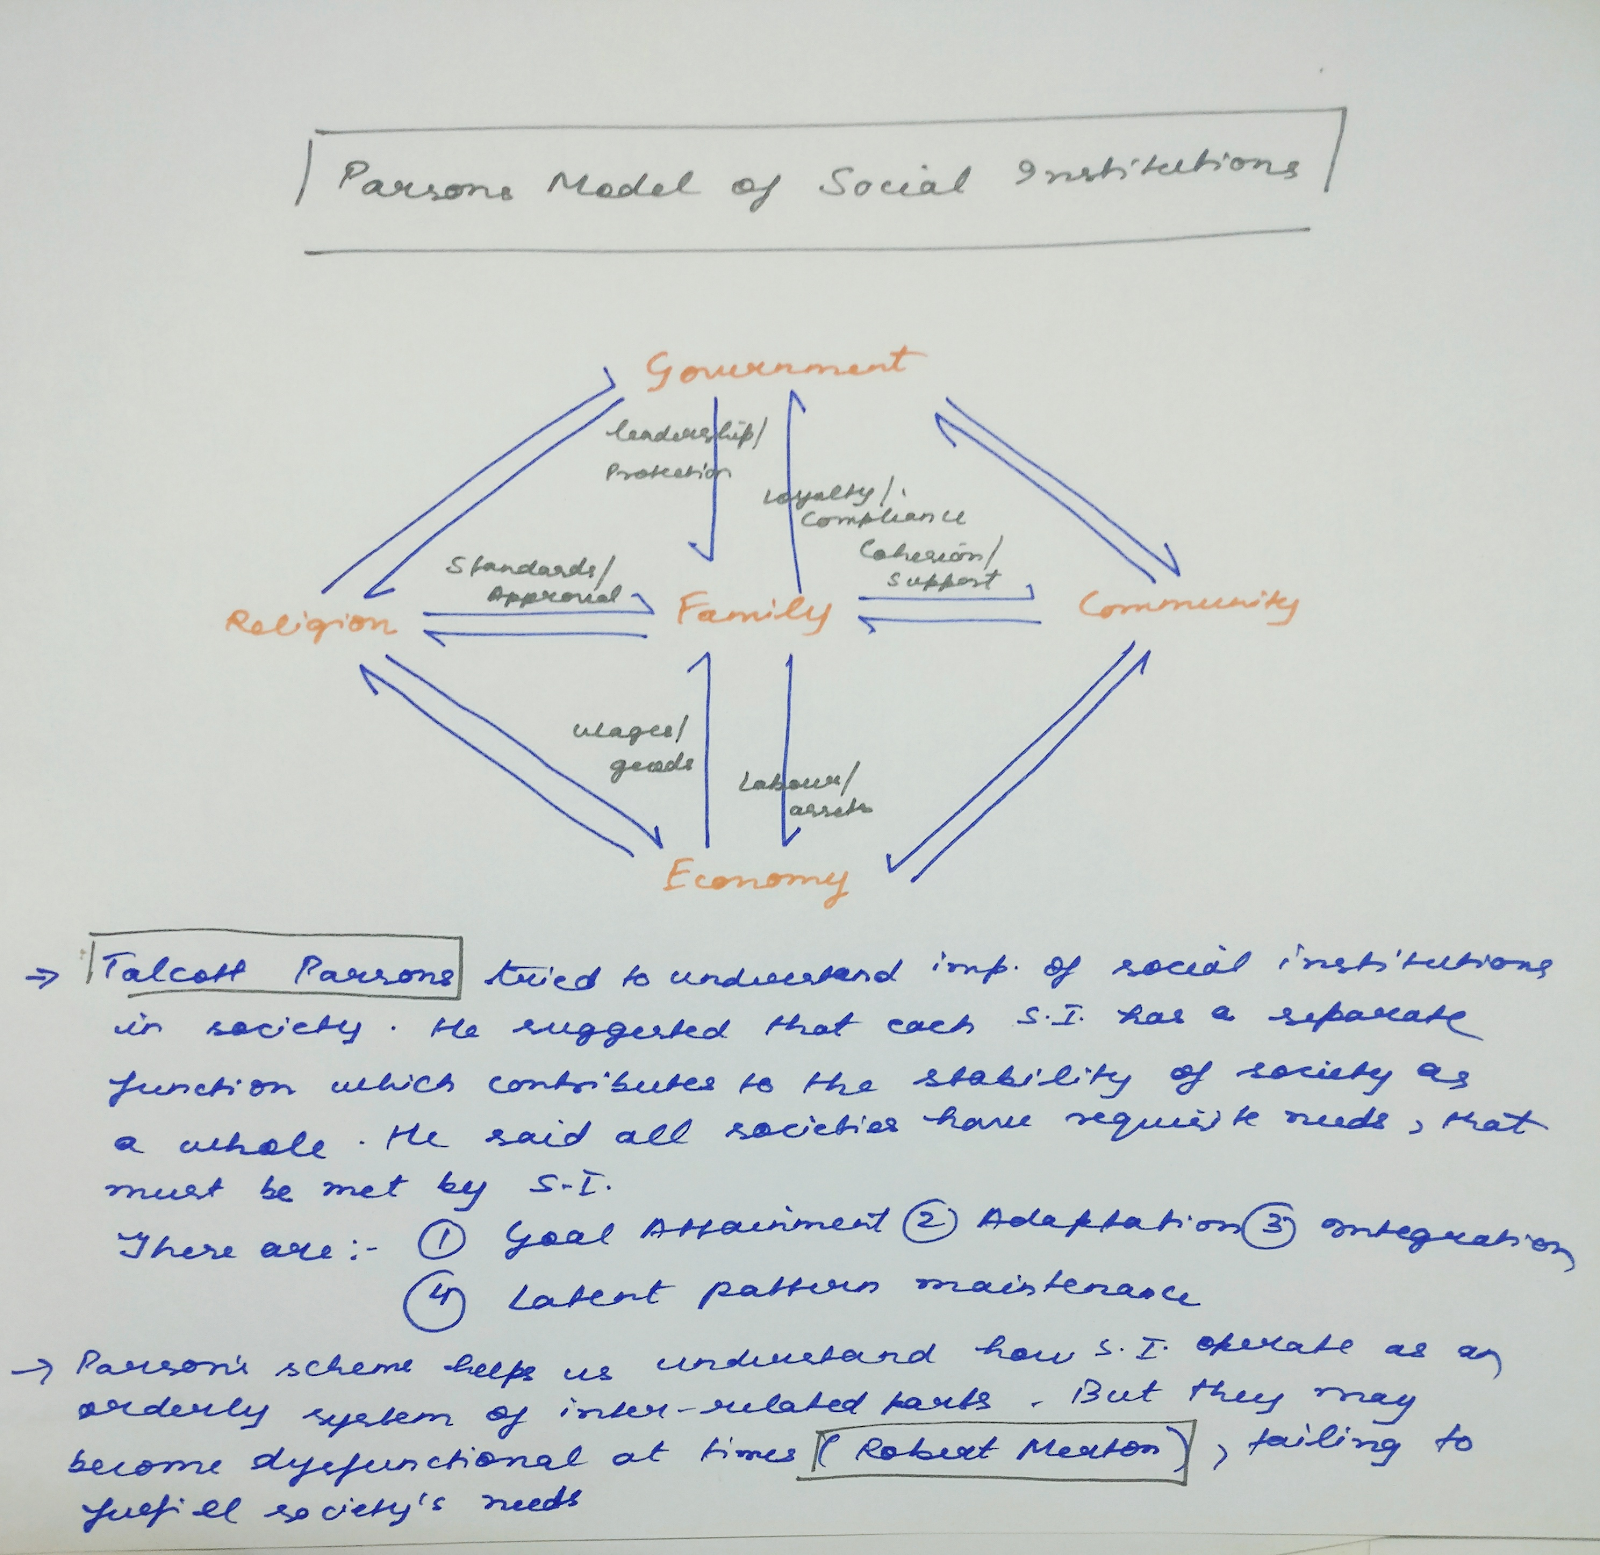 Parsons Model of Social Institutions
Government
leadership/
Protection
Loyalty/
Compliance
Standards/
Approval
Cohesion/
Support
Religion
Family
Community
Wages/
goods
Labour/
assets
Economy
→ Talcott Parsons tried to understand imp. of social institutions
in society. He suggested that each S.I. has a separate
function which contributes to the stability of society as
a whole. He said all societies have requisite needs, that
must be met by S.I.
There are:- ① Goal Attainment ② Adaptation ③ Integration,
④ Latent pattern maintenance
→ Parson's scheme helps us understand how S.I. operate as an
orderly system of inter-related parts. But they may
become dysfunctional at times (Robert Merton), failing to
fulfill society's needs